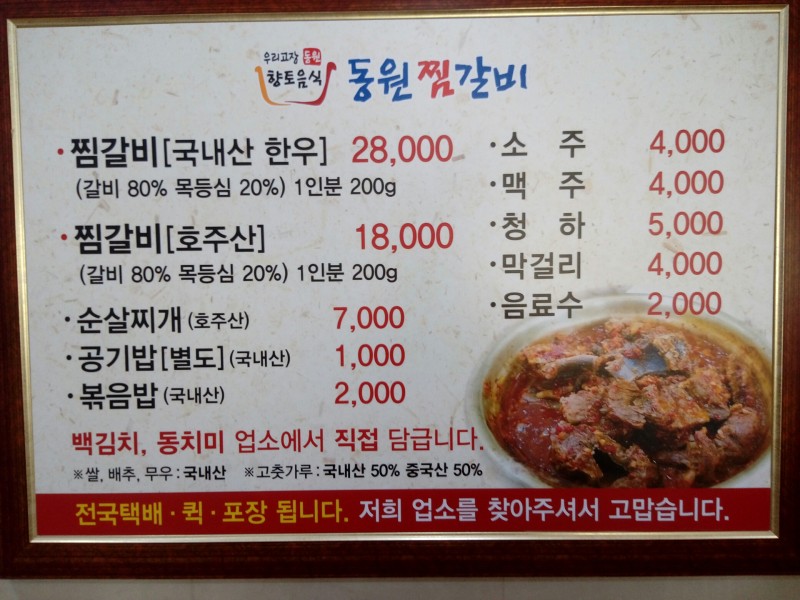 우리고장 동원
향토음식 동원찜갈비
·찜갈비[국내산 한우] 28,000
(갈비 80% 목등심 20%) 1인분 200g
·찜갈비[호주산] 18,000
(갈비 80% 목등심 20%) 1인분 200g
·순살찌개(호주산) 7,000
·공기밥[별도](국내산) 1,000
·볶음밥(국내산) 2,000
·소 주 4,000
·맥 주 4,000
·청 하 5,000
·막걸리 4,000
·음료수 2,000
백김치, 동치미 업소에서 직접 담급니다.
※쌀, 배추, 무우:국내산 ※고춧가루:국내산 50% 중국산 50%
전국택배·퀵·포장 됩니다. 저희 업소를 찾아주셔서 고맙습니다.